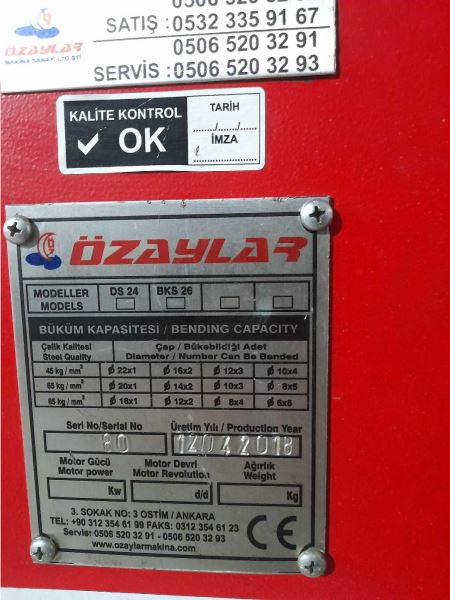 SATIŞ : 0532 335 91 67
0506 520 32 91
SERVİS : 0506 520 32 93
ÖZAYLAR
MAKİNA SANAYİ LTD.ŞTİ
KALİTE KONTROL
OK
TARİH
....../....../......
İMZA
ÖZAYLAR
MODELLER DS 24 BKS 26
MODELS
BÜKÜM KAPASİTESİ / BENDING CAPACITY
Çelik Kalitesi Çap / Bükebildiği Adet
Steel Quality Diameter / Number Can Be Bended
45 kg / mm² ϕ 22x1 ϕ 16x2 ϕ 12x3 ϕ 10x4
65 kg / mm² ϕ 20x1 ϕ 14x2 ϕ 10x3 ϕ 8x5
85 kg / mm² ϕ 18x1 ϕ 12x2 ϕ 8x4 ϕ 6x6
Seri No/Serial No Üretim Yılı / Production Year
80 12042018
Motor Gücü Motor Devri Ağırlık
Motor power Motor Revolution Weight
Kw d/d Kg
3. SOKAK NO: 3 OSTİM / ANKARA
TEL: +90 312 354 61 99 FAKS: 0312 354 61 23
Servis: 0506 520 32 91 - 0506 520 32 93
www.ozaylarmakina.com
CE